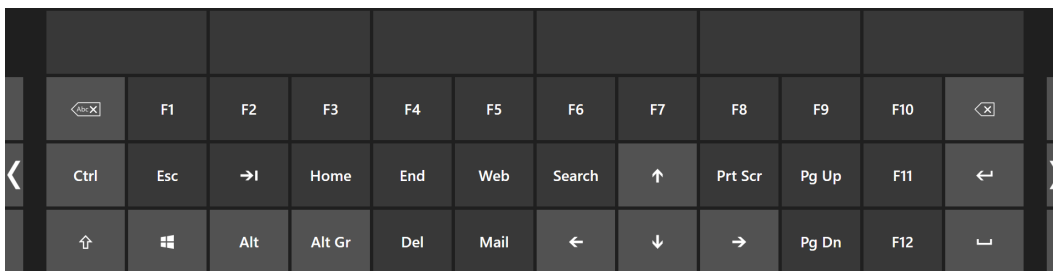 Abc F1 F2 F3 F4 F5 F6 F7 F8 F9 F10
Ctrl Esc Home End Web Search Prt Scr Pg Up F11
Alt Alt Gr Del Mail Pg Dn F12